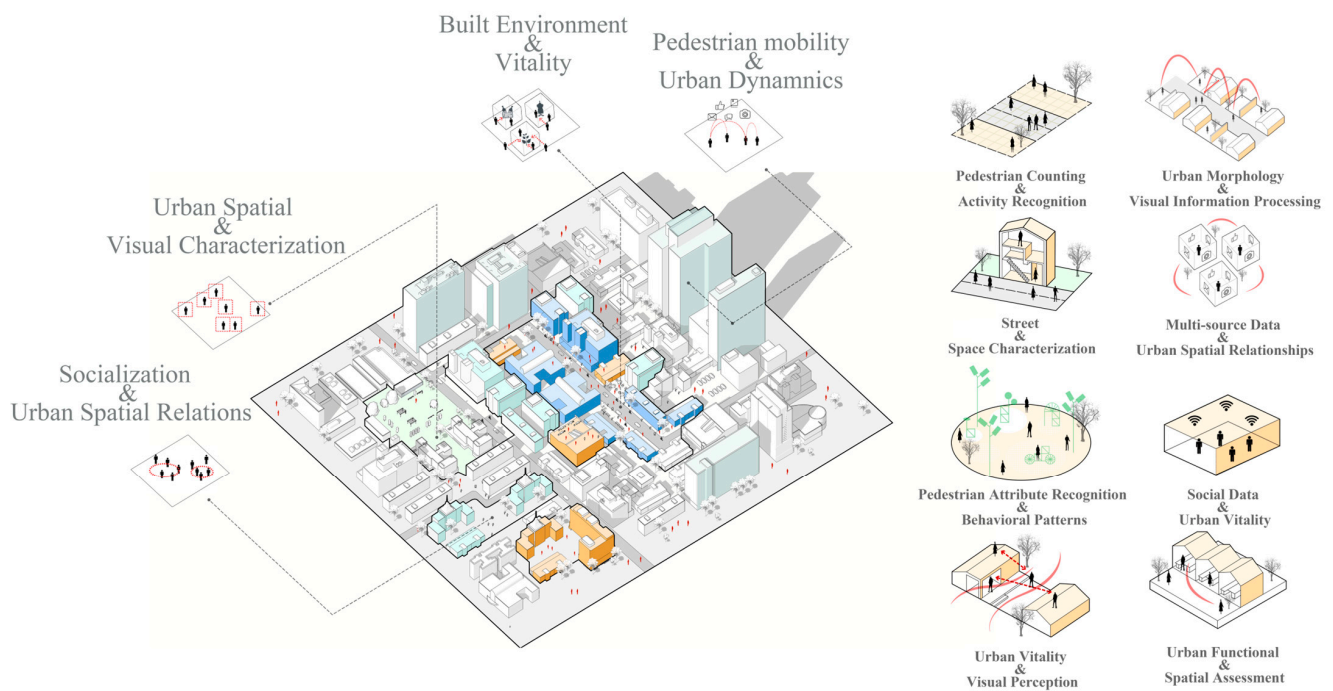 Built Environment
&
Vitality
Pedestrian mobility
&
Urban Dynamnics
Urban Spatial
&
Visual Characterization
Socialization
&
Urban Spatial Relations
Pedestrian Counting
&
Activity Recognition
Urban Morphology
&
Visual Information Processing
Street
&
Space Characterization
Multi-source Data
&
Urban Spatial Relationships
Pedestrian Attribute Recognition
&
Behavioral Patterns
Social Data
&
Urban Vitality
Urban Vitality
&
Visual Perception
Urban Functional
&
Spatial Assessment